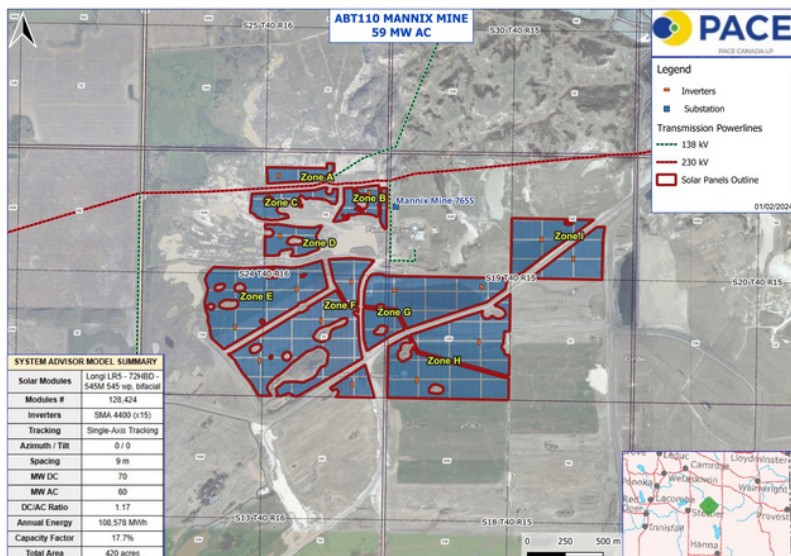 ABT110 MANNIX MINE
59 MW AC
PACE
PACE CANADA LP
Legend
Inverters
Substation
Transmission Powerlines
138 kV
230 kV
Solar Panels Outline
01/02/2024
S25 T40 R16
S30 T40 R15
Zone A
Zone B
Zone C
Mannix Mine 765S
Zone D
Zone I
S24 T40 R16
S19 T40 R15
S20 T40 R15
Zone E
Zone F
Zone G
Zone H
S13 T40 R16
S18 T40 R15
SYSTEM ADVISOR MODEL SUMMARY
Solar Modules Longi LR5 - 72HBD - 545M 545 wp, bifacial
Modules # 128,424
Inverters SMA 4400 (x15)
Tracking Single-Axis Tracking
Azimuth / Tilt 0 / 0
Spacing 9 m
MW DC 70
MW AC 60
DC/AC Ratio 1.17
Annual Energy 108,578 MWh
Capacity Factor 17.7%
Total Area 420 acres
0 250 500 m
Leduc
Lloydminster
Camrose
Wetaskiwin
Ponoka
Wainwright
Lacombe
Red Deer
Stettler
Provost
Innisfail
Hanna